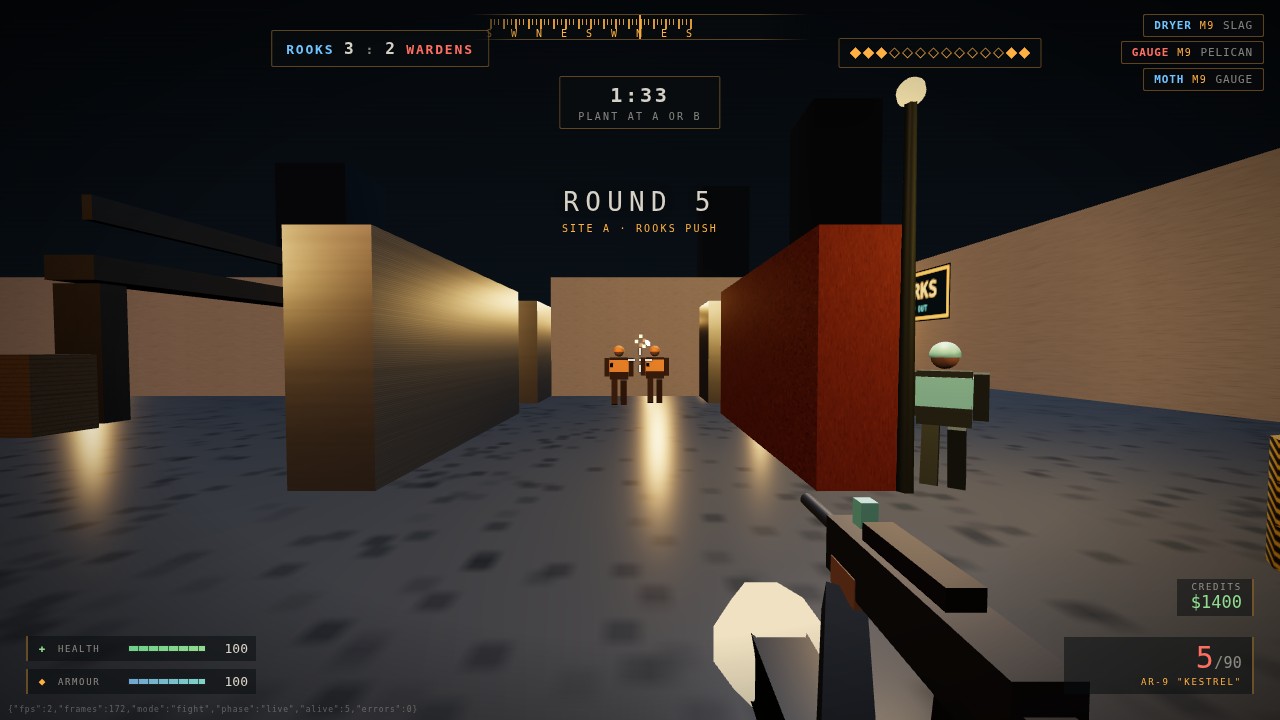 S W N E S W N E S
ROOKS 3 : 2 WARDENS
DRYER M9 SLAG
GAUGE M9 PELICAN
MOTH M9 GAUGE
1:33
PLANT AT A OR B
ROUND 5
SITE A · ROOKS PUSH
RKS
OUT
CREDITS
$1400
HEALTH 100
ARMOUR 100
5/90
AR-9 "KESTREL"
{"fps":2,"frames":172,"mode":"fight","phase":"live","alive":5,"errors":0}